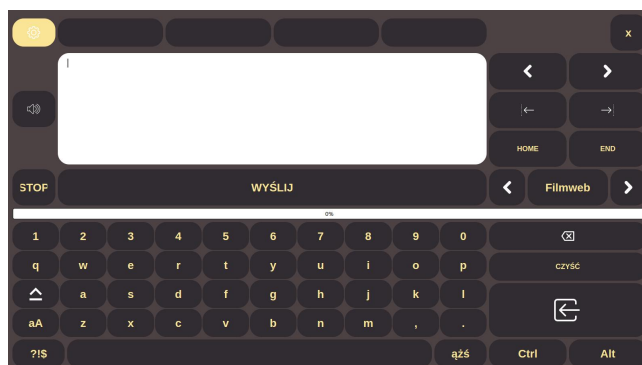 x
HOME END
STOP WYŚLIJ Filmweb
0%
1 2 3 4 5 6 7 8 9 0
q w e r t y u i o p CZYŚĆ
a s d f g h j k l
aA z x c v b n m , .
?!$ ążś Ctrl Alt